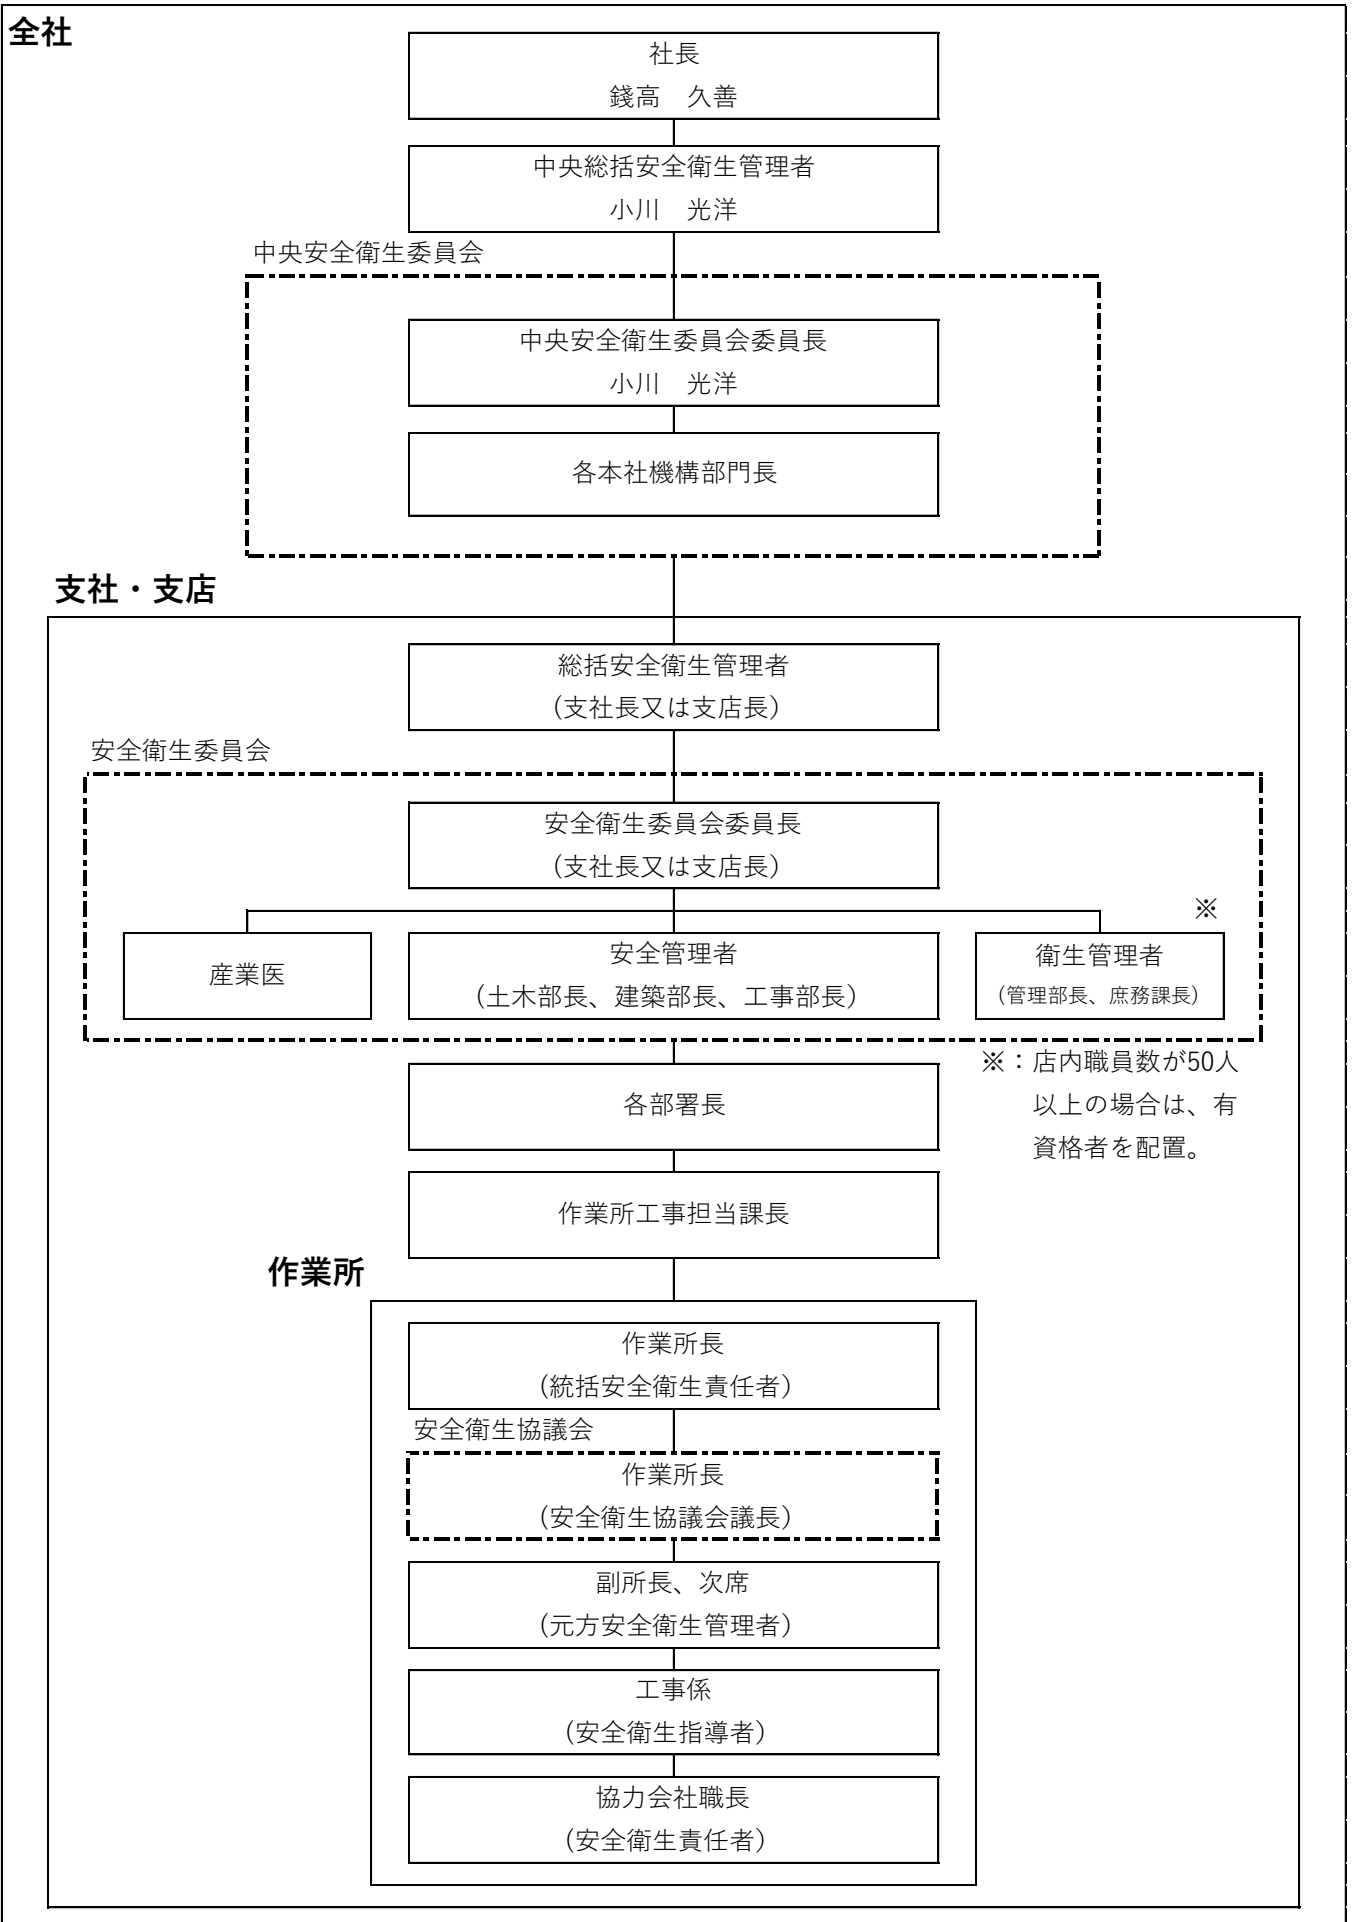 全社
社長
錢高　久善
中央総括安全衛生管理者
小川　光洋
中央安全衛生委員会
中央安全衛生委員会委員長
小川　光洋
各本社機構部門長
支社・支店
総括安全衛生管理者
（支社長又は支店長）
安全衛生委員会
安全衛生委員会委員長
（支社長又は支店長）
※
産業医
安全管理者
（土木部長、建築部長、工事部長）
衛生管理者
（管理部長、庶務課長）
※：店内職員数が50人
以上の場合は、有
資格者を配置。
各部署長
作業所工事担当課長
作業所
作業所長
（統括安全衛生責任者）
安全衛生協議会
作業所長
（安全衛生協議会議長）
副所長、次席
（元方安全衛生管理者）
工事係
（安全衛生指導者）
協力会社職長
（安全衛生責任者）